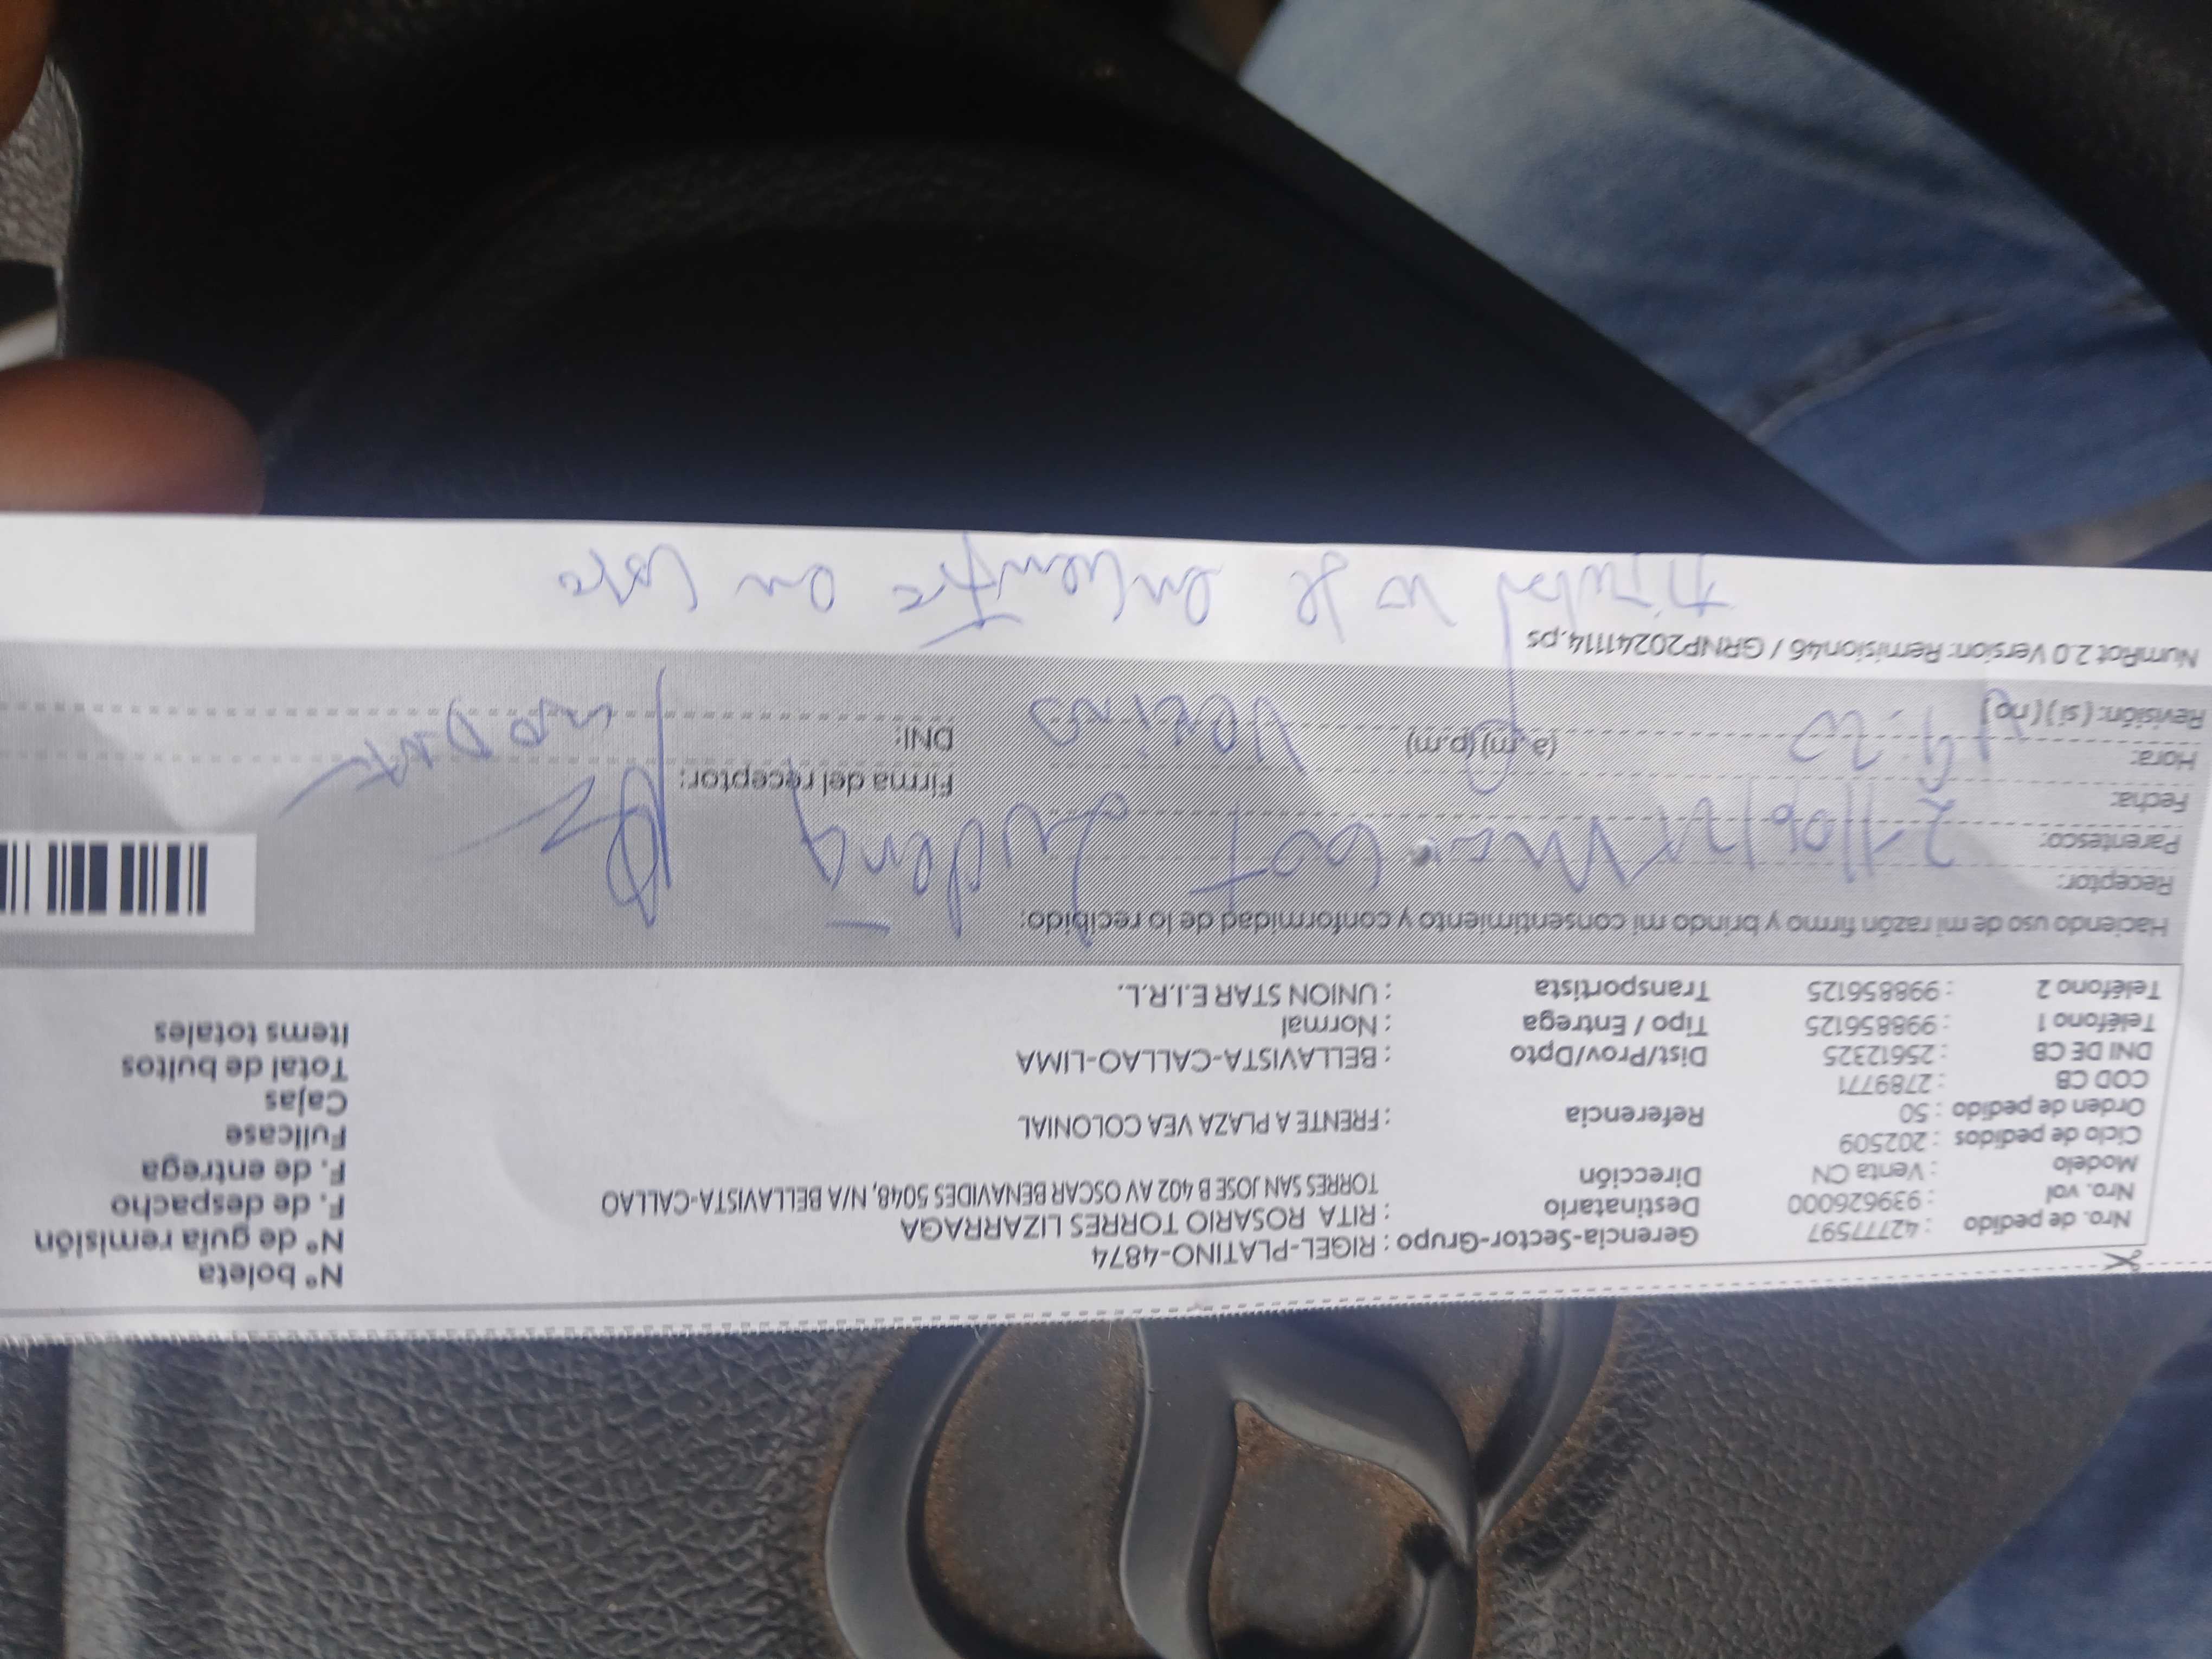 Nro. de pedido : 42777597 Gerencia-Sector-Grupo : RIGEL-PLATINO-4874 N° boleta
Nro. vol : 939626000 Destinatario : RITA ROSARIO TORRES LIZARRAGA N° de guía remisión
Modelo : Venta CN Dirección TORRES SAN JOSE B 402 AV OSCAR BENAVIDES 5048, N/A BELLAVISTA-CALLAO F. de despacho
Ciclo de pedidos : 202509 F. de entrega
Orden de pedido : 50 Referencia : FRENTE A PLAZA VEA COLONIAL Fullcase
COD CB : 2789771 Cajas
DNI DE CB : 25612325 Dist/Prov/Dpto : BELLAVISTA-CALLAO-LIMA Total de bultos
Teléfono 1 : 998856125 Tipo / Entrega : Normal Items totales
Teléfono 2 : 998856125 Transportista : UNION STAR E.I.R.L.
Haciendo uso de mi razón firmo y brindo mi consentimiento y conformidad de lo recibido:
Receptor:
Parentesco:
Fecha: Firma del receptor:
Hora: (a.m) (p.m) DNI:
Revisión: (si) (no) Vecino
NumRot 2.0 Version: Remision46 / GRNP20241114.ps
titular no se encuentra en casa